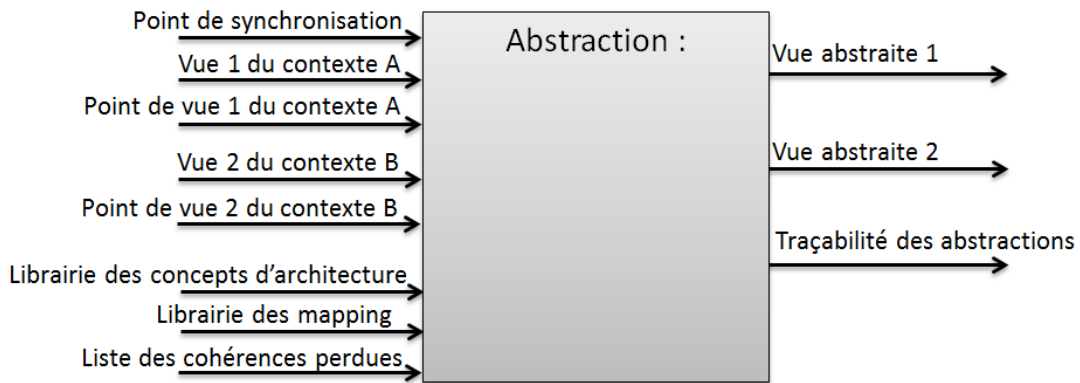 Point de synchronisation
Vue 1 du contexte A
Point de vue 1 du contexte A
Vue 2 du contexte B
Point de vue 2 du contexte B
Librairie des concepts d'architecture
Librairie des mapping
Liste des cohérences perdues
Abstraction :
Vue abstraite 1
Vue abstraite 2
Traçabilité des abstractions